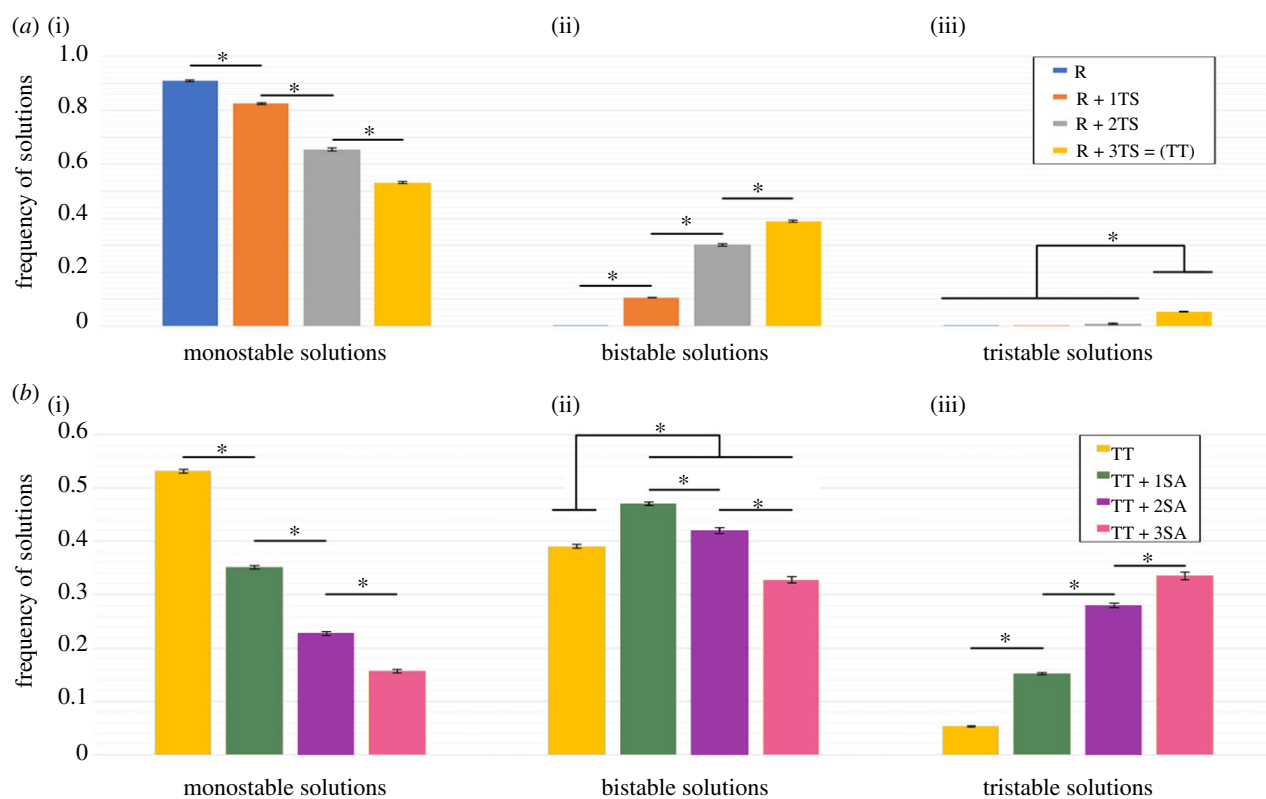 (a) (i)
(ii)
(iii)
frequency of solutions
1.0
0.8
0.6
0.4
0.2
0
*
*
*
*
*
*
*
R
R + 1TS
R + 2TS
R + 3TS = (TT)
monostable solutions
bistable solutions
tristable solutions
(b) (i)
(ii)
(iii)
frequency of solutions
0.6
0.5
0.4
0.3
0.2
0.1
0
*
*
*
*
*
*
*
*
*
TT
TT + 1SA
TT + 2SA
TT + 3SA
monostable solutions
bistable solutions
tristable solutions